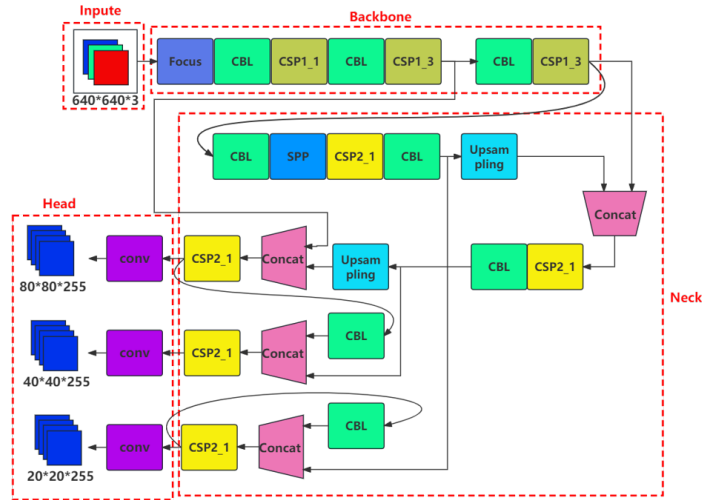 Inpute
Backbone
Focus CBL CSP1_1 CBL CSP1_3 CBL CSP1_3
640*640*3
CBL SPP CSP2_1 CBL Upsam
pling
Concat
Head
Neck
80*80*255
conv
CSP2_1
Concat
Upsam
pling
CBL CSP2_1
40*40*255
conv
CSP2_1
Concat
CBL
20*20*255
conv
CSP2_1
Concat
CBL